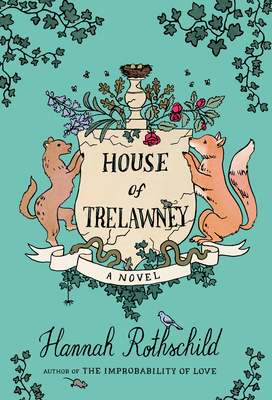 HOUSE
of
TRELAWNEY
A NOVEL
Hannah Rothschild
AUTHOR OF THE IMPROBABILITY OF LOVE